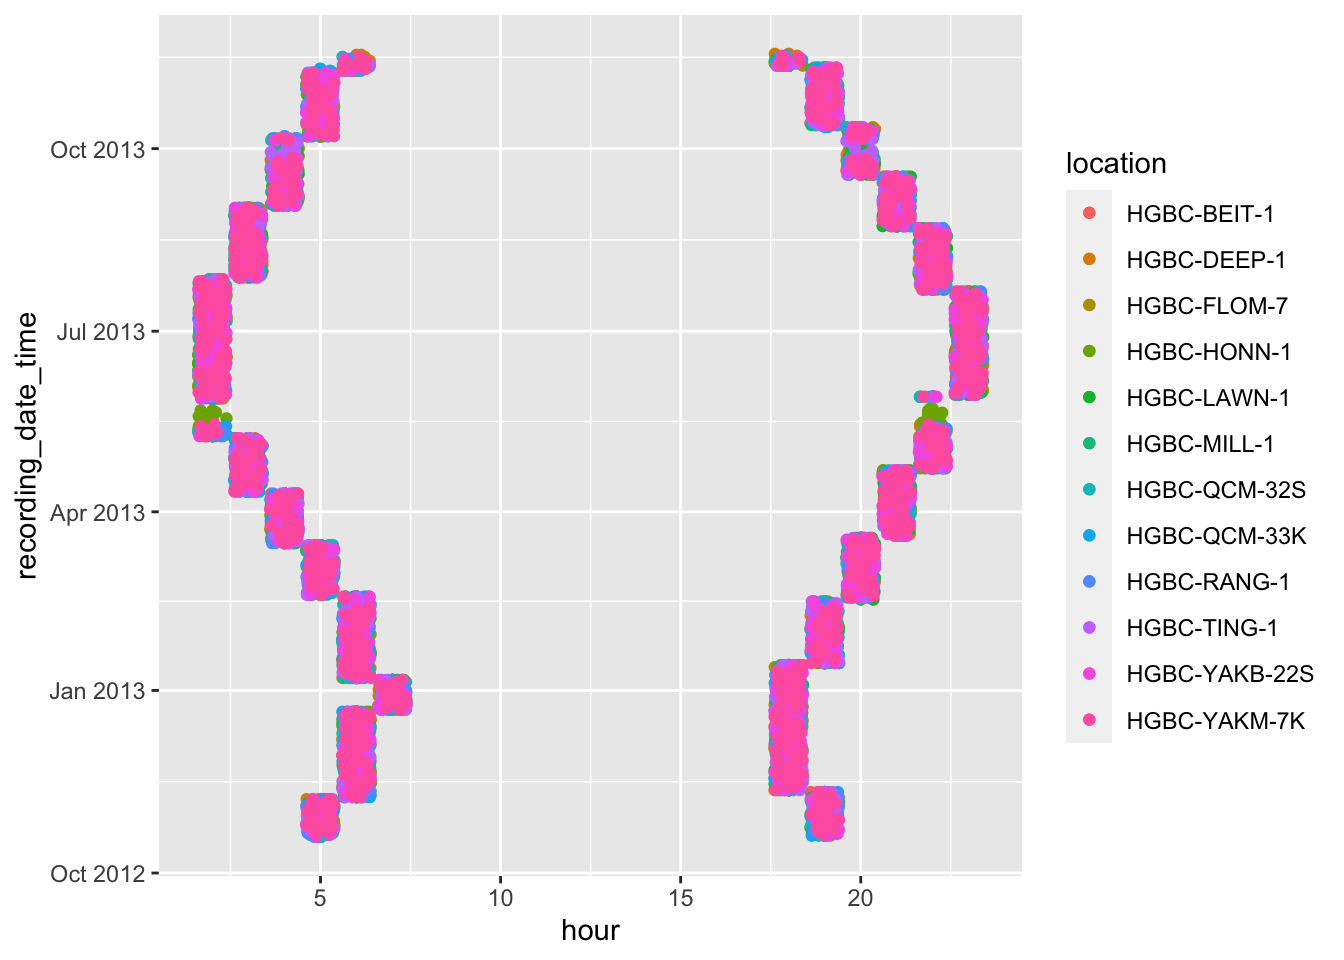 recording_date_time
Oct 2013
Jul 2013
Apr 2013
Jan 2013
Oct 2012
5
10
15
20
hour
location
HGBC-BEIT-1
HGBC-DEEP-1
HGBC-FLOM-7
HGBC-HONN-1
HGBC-LAWN-1
HGBC-MILL-1
HGBC-QCM-32S
HGBC-QCM-33K
HGBC-RANG-1
HGBC-TING-1
HGBC-YAKB-22S
HGBC-YAKM-7K